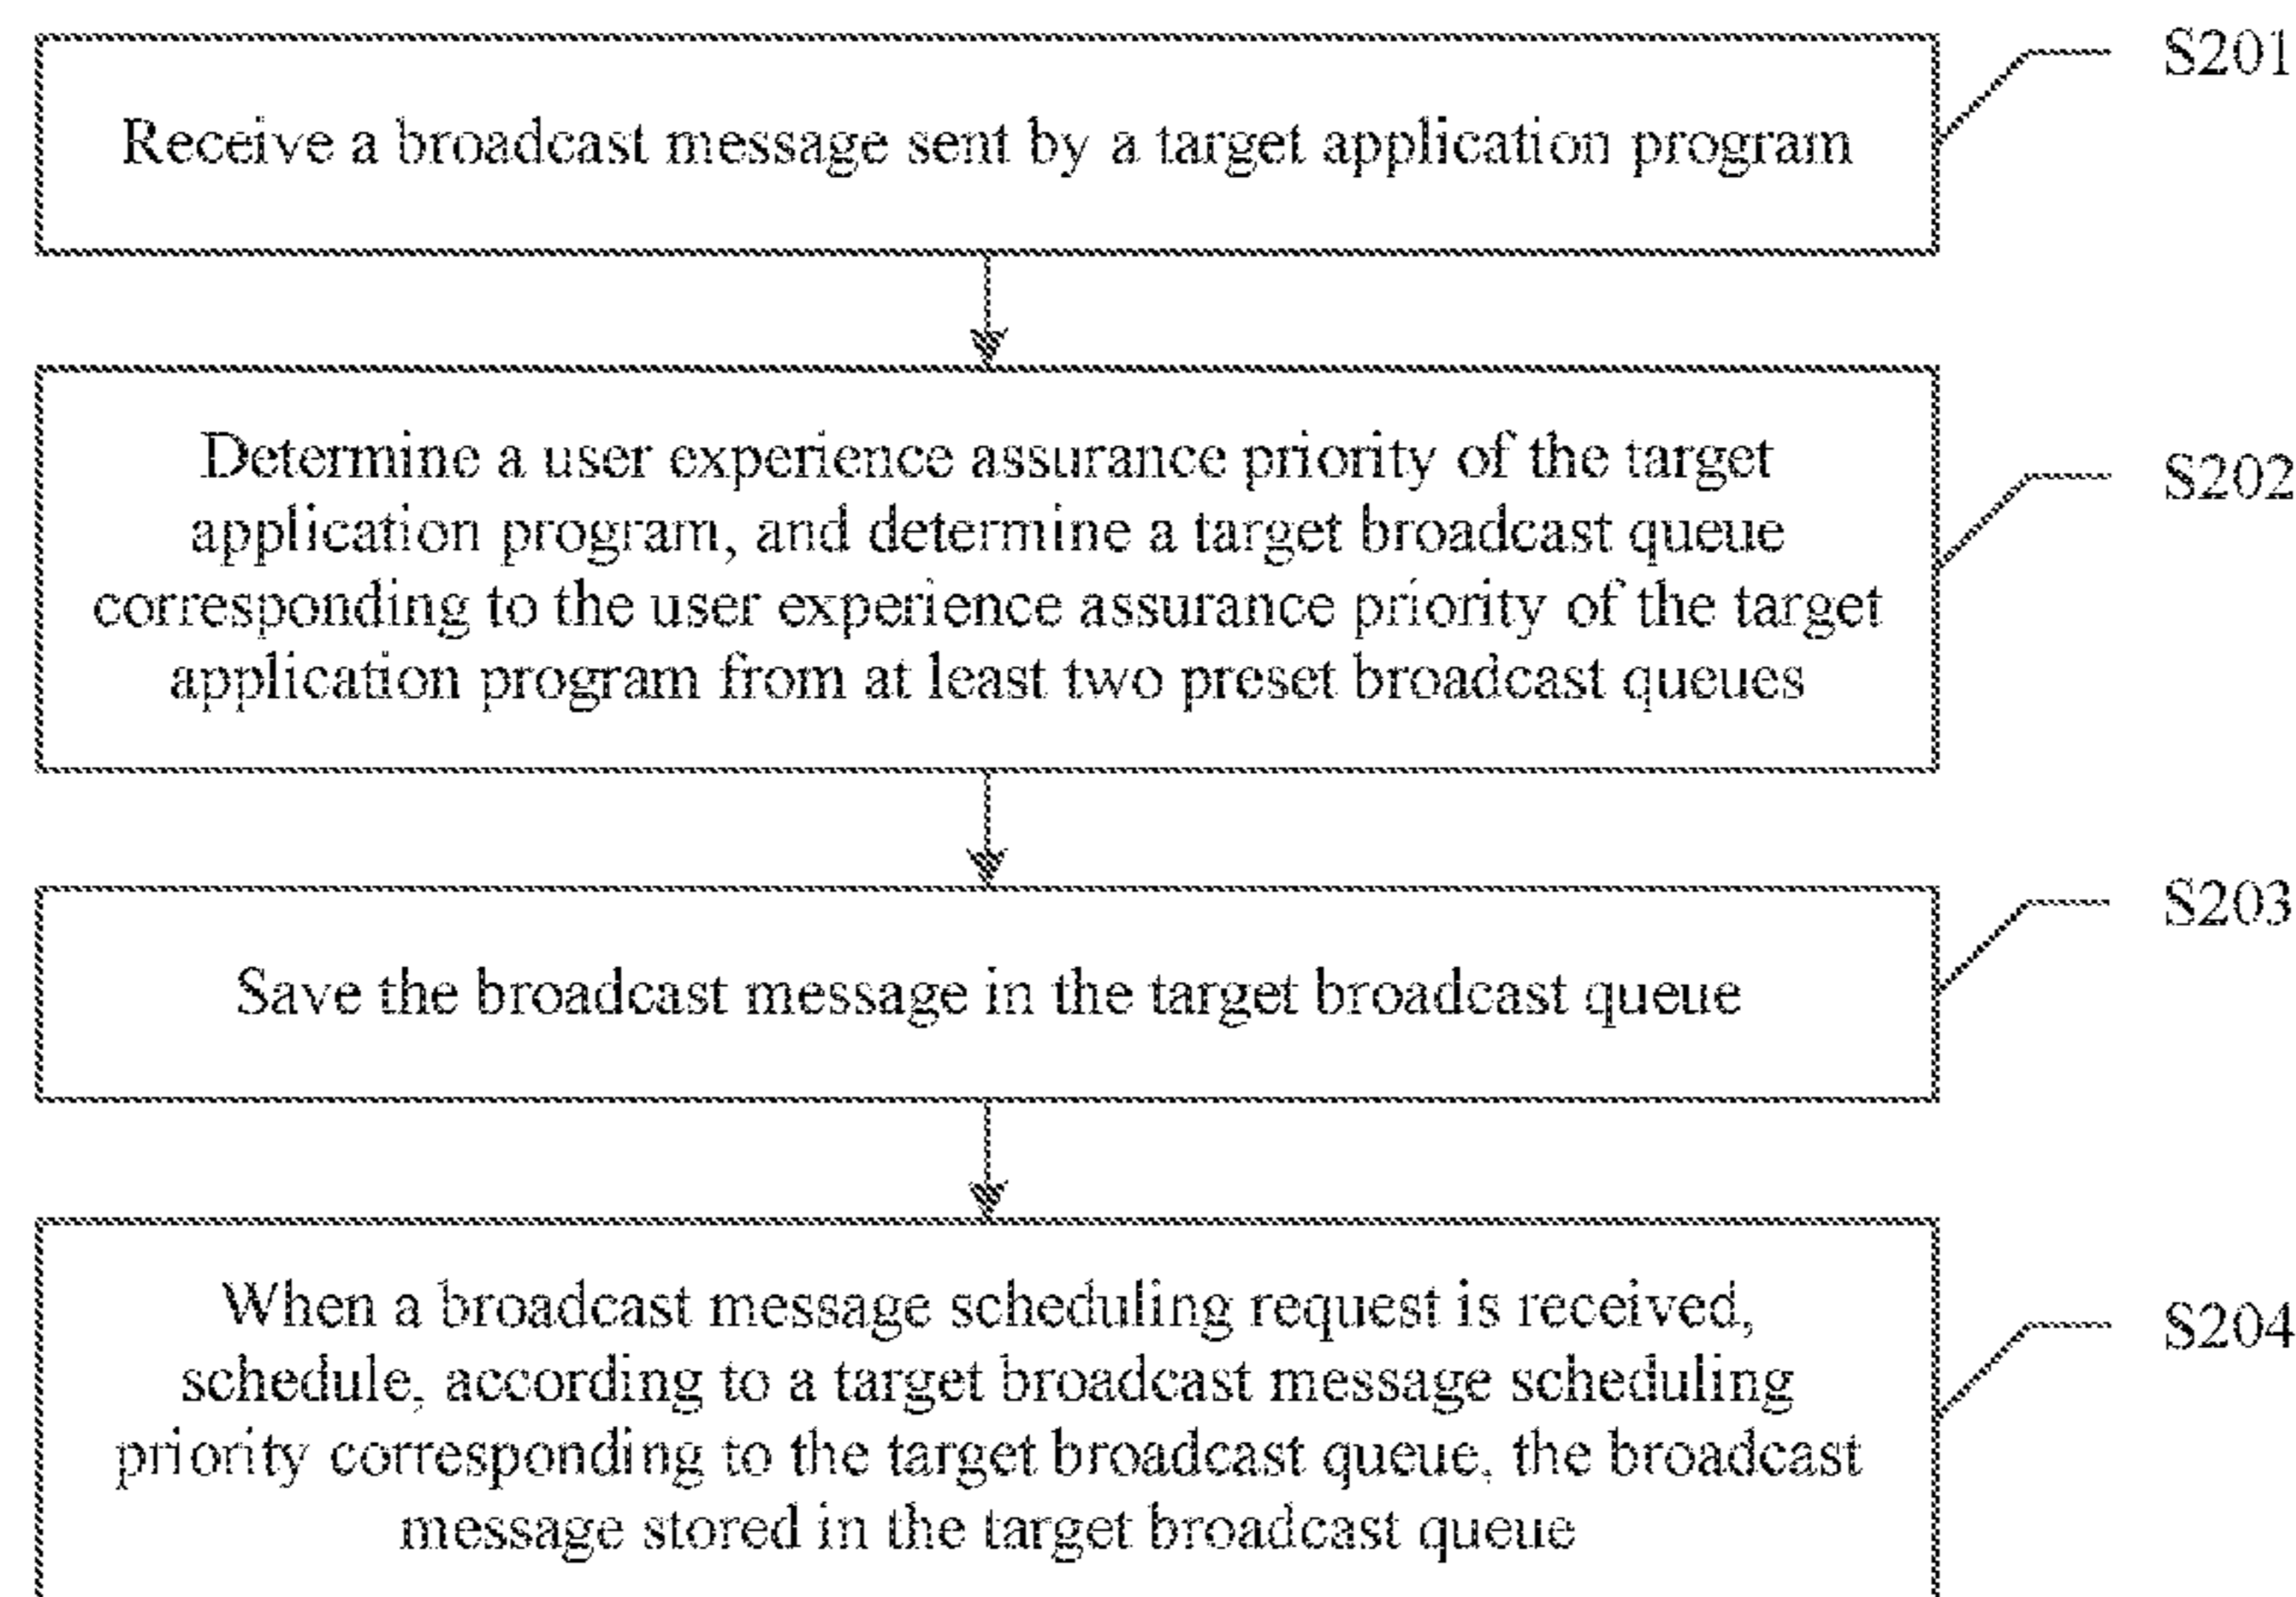 S201
Receive a broadcast message sent by a target application program
S202
Determine a user experience assurance priority of the target
application program, and determine a target broadcast queue
corresponding to the user experience assurance priority of the target
application program from at least two preset broadcast queues
S203
Save the broadcast message in the target broadcast queue
S204
When a broadcast message scheduling request is received,
schedule, according to a target broadcast message scheduling
priority corresponding to the target broadcast queue, the broadcast
message stored in the target broadcast queue